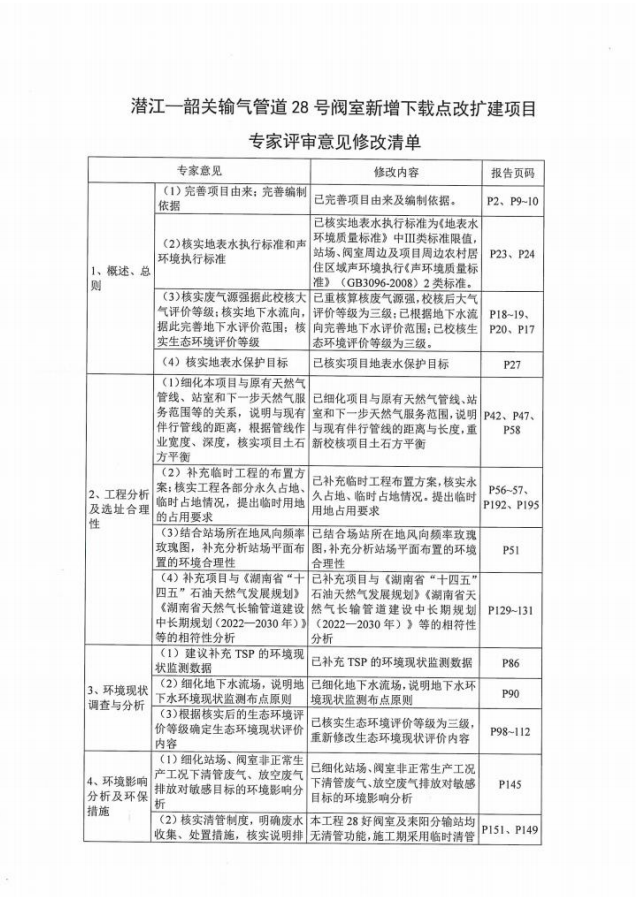 潜江—韶关输气管道 28 号阀室新增下载点改扩建项目
专家评审意见修改清单
专家意见
修改内容
报告页码
1、概述、总
则
（1）完善项目由来；完善编制
依据
已完善项目由来及编制依据。
P2、P9~10
（2）核实地表水执行标准和声
环境执行标准
已核实地表水执行标准为《地表水
环境质量标准》中Ⅲ类标准限值，
站场、阀室周边及项目周边农村居
住区域声环境执行《声环境质量标
准》（GB3096-2008）2 类标准。
P23、P24
（3）核实废气源强据此校核大
气评价等级；核实地下水流向，
据此完善地下水评价范围；核
实生态环境评价等级
已重核算核废气源强，校核后大气
评价等级为三级；已根据地下水流
向完善地下水评价范围；已校核生
态环境评价等级为三级。
P18~19、
P20、P17
（4）核实地表水保护目标
已核实项目地表水保护目标
P27
2、工程分析
及选址合理
性
（1）细化本项目与原有天然气
管线、站室和下一步天然气服
务范围等的关系，说明与现有
伴行管线的距离，根据管线作
业宽度、深度，核实项目土石
方平衡
已细化项目与原有天然气管线、站
室和下一步天然气服务范围，说明
与现有伴行管线的距离与长度，重
新校核项目土石方平衡
P42、P47、
P58
（2）补充临时工程的布置方
案；核实工程各部分永久占地、
临时占地情况，提出临时用地
的占用要求
已补充临时工程布置方案，核实永
久占地、临时占地情况。提出临时
用地占用要求
P56~57、
P192、P195
（3）结合站场所在地风向频率
玫瑰图，补充分析站场平面布
置的环境合理性
已结合场站所在地风向频率玫瑰
图，补充分析站场平面布置的环境
合理性
P51
（4）补充项目与《湖南省“十
四五”石油天然气发展规划》
《湖南省天然气长输管道建设
中长期规划（2022—2030 年）》
等的相符性分析
已补充项目与《湖南省“十四五”
石油天然气发展规划》《湖南省天
然气长输管道建设中长期规划
（2022—2030 年）》等的相符性
分析
P129~131
3、环境现状
调查与分析
（1）建议补充 TSP 的环境现
状监测数据
已补充 TSP 的环境现状监测数据
P86
（2）细化地下水流场，说明地
下水环境现状监测布点原则
已细化地下水流场，说明地下水环
境现状监测布点原则
P90
（3）根据核实后的生态环境评
价等级确定生态环境现状评价
内容
已核实生态环境评价等级为三级，
重新修改生态环境现状评价内容
P98~112
4、环境影响
分析及环保
措施
（1）细化站场、阀室非正常生
产工况下清管废气、放空废气
排放对敏感目标的环境影响分
析
已细化站场、阀室非正常生产工况
下清管废气、放空废气排放对敏感
目标的环境影响分析
P145
（2）核实清管制度，明确废水
收集、处置措施，核实说明排
本工程 28 好阀室及耒阳分输站均
无清管功能，施工期采用临时清管
P151、P149